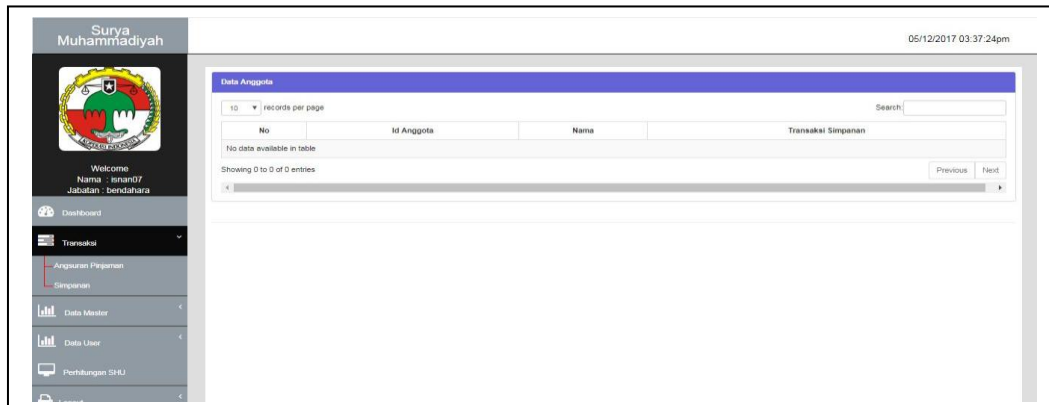 Surya
Muhammadiyah
05/12/2017 03:37:24pm
KOPERASI INDONESIA
Welcome
Nama : isnan07
Jabatan : bendahara
Dashboard
Transaksi
Angsuran Pinjaman
Simpanan
Data Master
Data User
Perhitungan SHU
Data Anggota
10 records per page
Search:
No Id Anggota Nama Transaksi Simpanan
No data available in table
Showing 0 to 0 of 0 entries
Previous Next